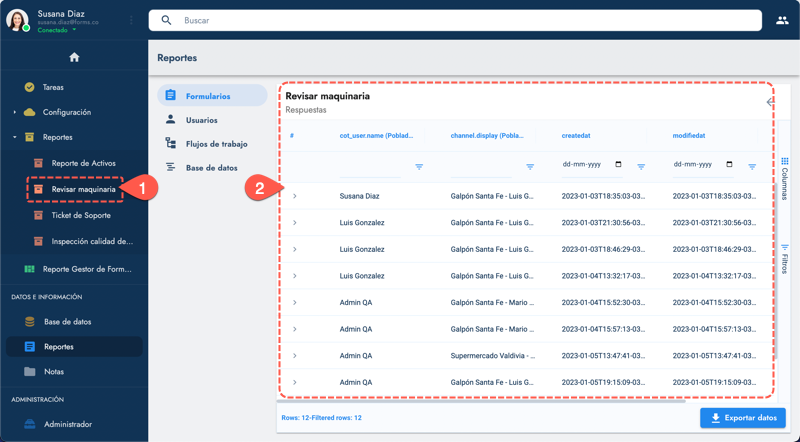 Susana Díaz
susana.diaz@forms.co
Conectado
Buscar
Tareas
Configuración
Reportes
Reporte de Activos
Revisar maquinaria
Ticket de Soporte
Inspección calidad de...
Reporte Gestor de Form...
DATOS E INFORMACIÓN
Base de datos
Reportes
Notas
ADMINISTRACIÓN
Administrador
1
Reportes
Formularios
Usuarios
Flujos de trabajo
Base de datos
2
Revisar maquinaria
Respuestas
# cot_user.name (Poblad... channel.display (Pobla... createdat modifiedat
dd-mm-yyyy dd-mm-yyyy
Susana Diaz Galpón Santa Fe - Luis G... 2023-01-03T18:35:03-03... 2023-01-03T18:35:03-03...
Luis Gonzalez Galpón Santa Fe - Luis G... 2023-01-03T21:30:56-03... 2023-01-03T21:30:56-03...
Luis Gonzalez Galpón Santa Fe - Luis G... 2023-01-03T18:46:29-03... 2023-01-03T18:46:29-03...
Luis Gonzalez Galpón Santa Fe - Luis G... 2023-01-04T13:32:17-03... 2023-01-04T13:32:17-03...
Admin QA Galpón Santa Fe - Mario ... 2023-01-04T15:52:30-03... 2023-01-04T15:52:30-03...
Admin QA Galpón Santa Fe - Mario ... 2023-01-04T15:57:13-03... 2023-01-04T15:57:13-03...
Admin QA Supermercado Valdivia - ... 2023-01-05T13:47:41-03... 2023-01-05T13:47:41-03...
Admin QA Galpón Santa Fe - Luis G... 2023-01-05T19:15:09-03... 2023-01-05T19:15:09-03...
Columnas
Filtros
Rows: 12-Filtered rows: 12
Exportar datos